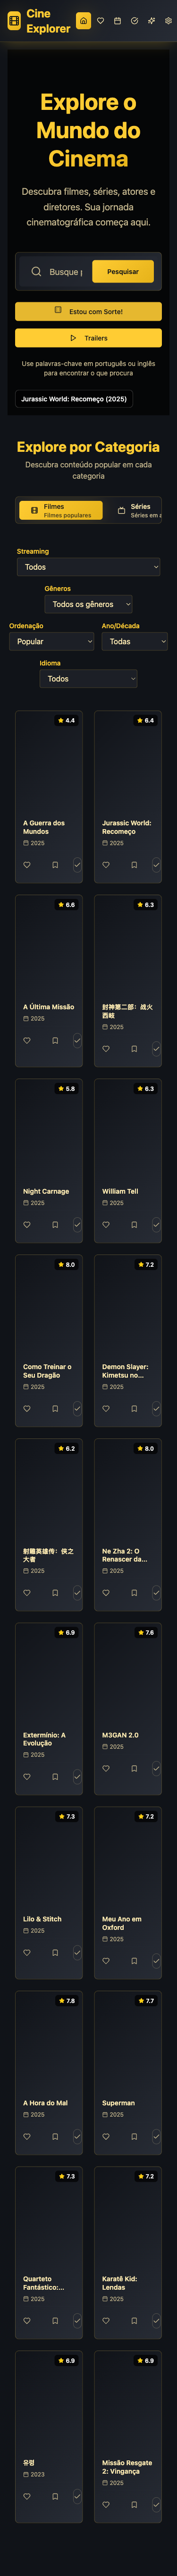 Cine
Explorer
Explore o
Mundo do
Cinema
Descubra filmes, séries, atores e
diretores. Sua jornada
cinematográfica começa aqui.
Busque
Pesquisar
Estou com Sorte!
Trailers
Use palavras-chave em português ou inglês
para encontrar o que procura
Jurassic World: Recomeço (2025)
Explore por Categoria
Descubra conteúdo popular em cada
categoria
Filmes
Filmes populares
Séries
Séries em
Streaming
Todos
Gêneros
Todos os gêneros
Ordenação
Popular
Ano/Década
Todas
Idioma
Todos
4.4
A Guerra dos
Mundos
2025
6.4
Jurassic World:
Recomeço
2025
6.6
A Última Missão
2025
6.3
封神第二部：战火
西岐
2025
5.8
Night Carnage
2025
6.3
William Tell
2025
8.0
Como Treinar o
Seu Dragão
2025
7.2
Demon Slayer:
Kimetsu no...
2025
6.2
射雕英雄传：侠之
大者
2025
8.0
Ne Zha 2: O
Renascer da...
2025
6.9
Extermínio: A
Evolução
2025
7.6
M3GAN 2.0
2025
7.3
Lilo & Stitch
2025
7.2
Meu Ano em
Oxford
2025
7.8
A Hora do Mal
2025
7.7
Superman
2025
7.3
Quarteto
Fantástico:...
2025
7.2
Karatê Kid:
Lendas
2025
6.9
유령
2023
6.9
Missão Resgate
2: Vingança
2025